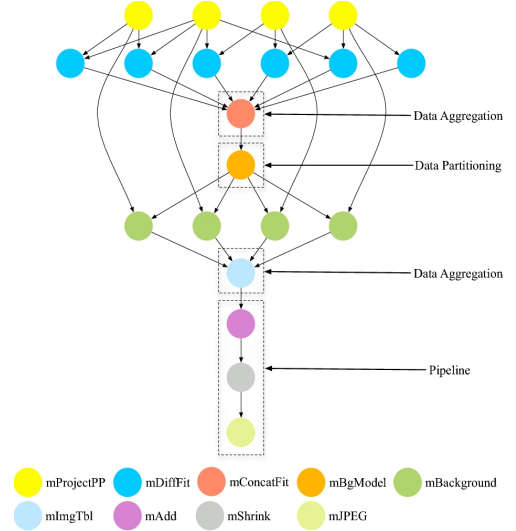 Data Aggregation
Data Partitioning
Data Aggregation
Pipeline
mProjectPP mDiffFit mConcatFit mBgModel mBackground
mImgTbl mAdd mShrink mJPEG